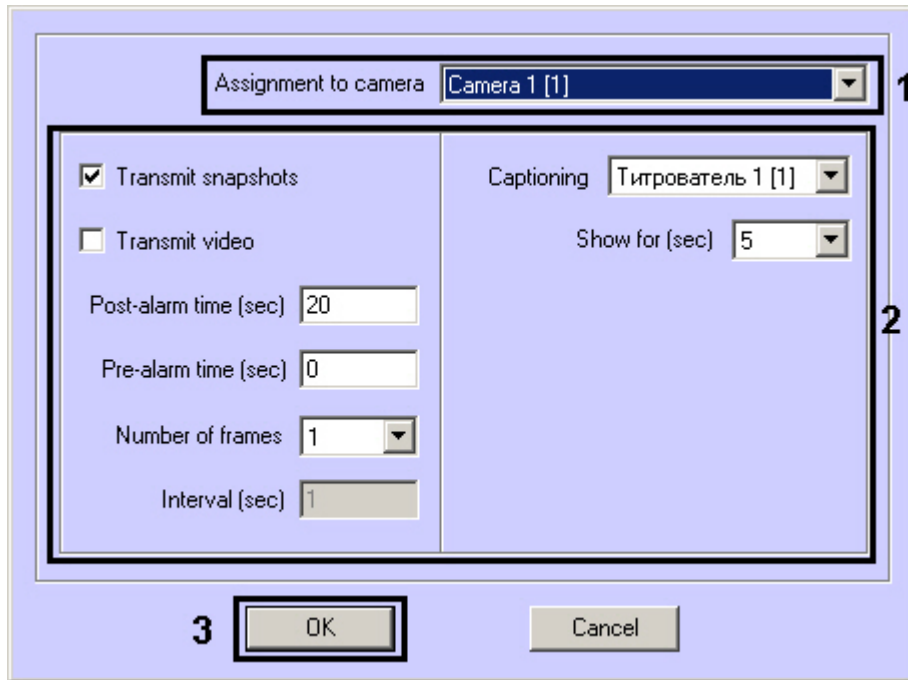 Assignment to camera Camera 1 [1] 1
Transmit snapshots
Transmit video
Post-alarm time (sec) 20
Pre-alarm time (sec) 0
Number of frames 1
Interval (sec) 1
Captioning Титрователь 1 [1]
Show for (sec) 5
2
3 OK Cancel